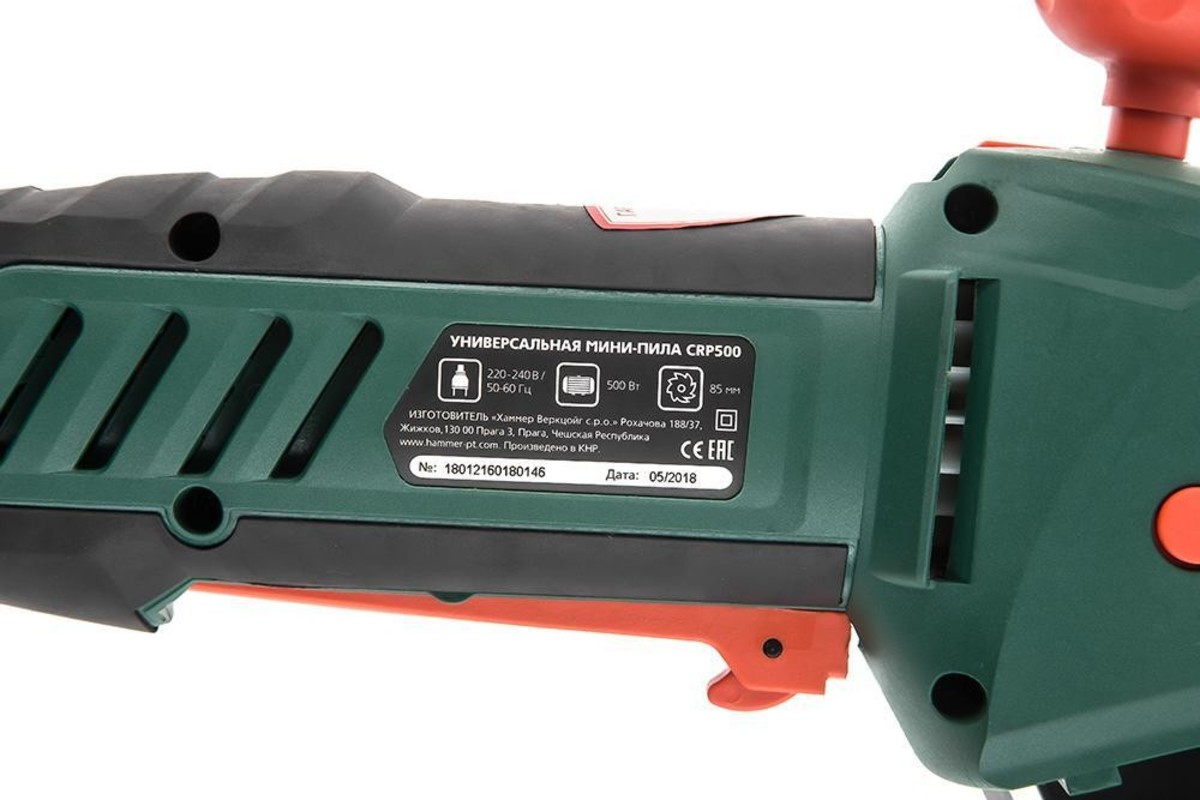 УНИВЕРСАЛЬНАЯ МИНИ-ПИЛА CRP500
220-240 В / 50-60 Гц
500 Вт
85 мм
ИЗГОТОВИТЕЛЬ «Хаммер Веркцойг с.р.о.» Рохачова 188/37,
Жижков,130 00 Прага 3, Прага, Чешская Республика
www.hammer-pt.com. Произведено в КНР.
CE EAC
№: 18012160180146 Дата: 05/2018